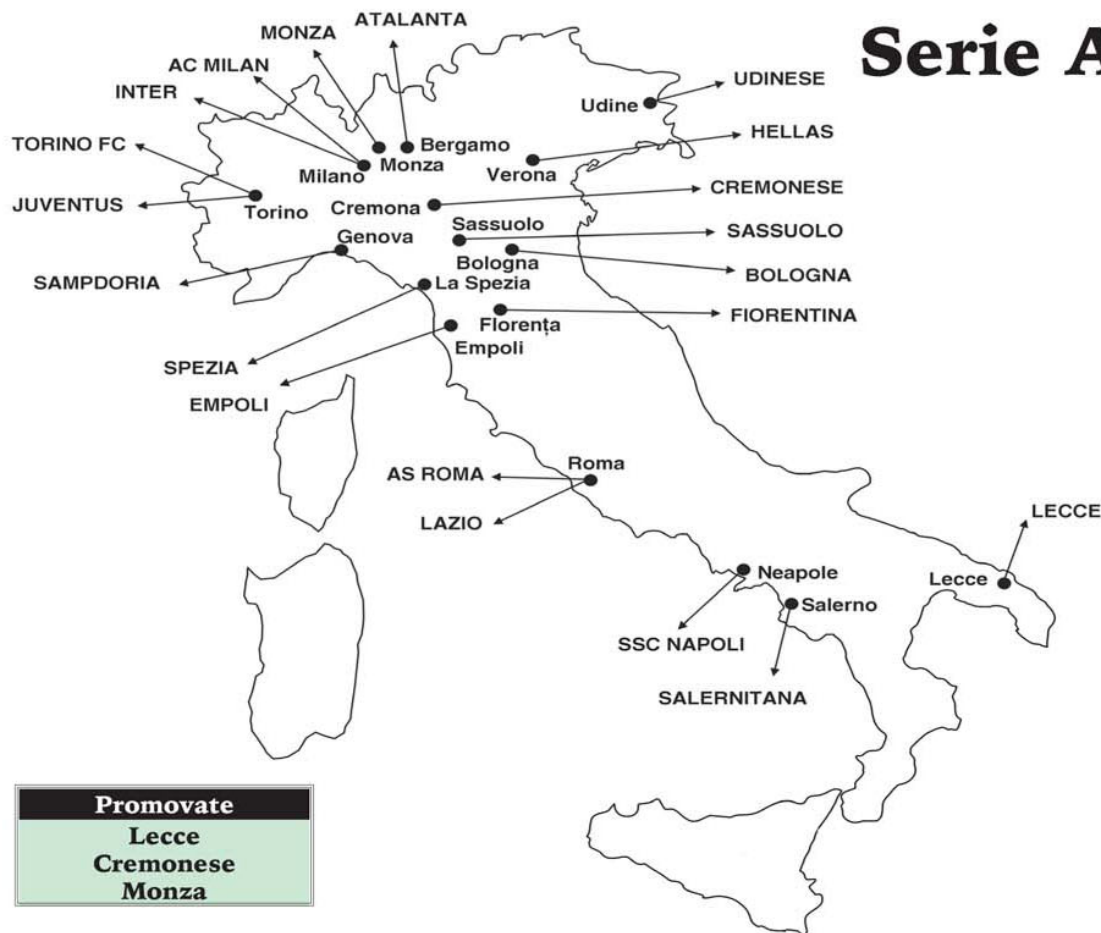 Serie A
ATALANTA
MONZA
AC MILAN
INTER
TORINO FC
JUVENTUS
SAMPDORIA
SPEZIA
EMPOLI
UDINESE
HELLAS
CREMONESE
SASSUOLO
BOLOGNA
FIORENTINA
Udine
Bergamo
Monza
Milano
Verona
Torino
Cremona
Sassuolo
Genova
Bologna
La Spezia
Florența
Empoli
Roma
AS ROMA
LAZIO
LECCE
Lecce
Neapole
Salerno
SSC NAPOLI
SALERNITANA
Promovate
Lecce
Cremonese
Monza